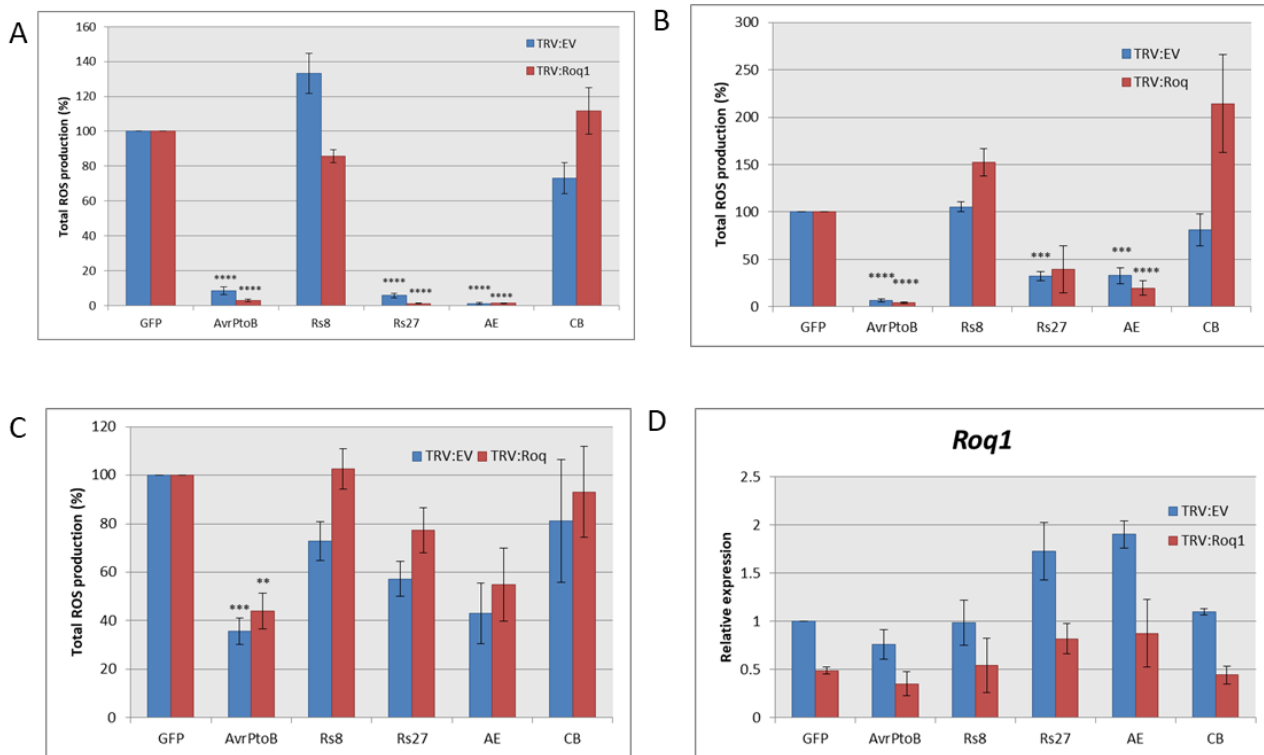 A
Total ROS production (%)
160
140
120
100
80
60
40
20
0
TRV:EV
TRV:Roq1
**** **** **** **** **** ****
GFP AvrPtoB Rs8 Rs27 AE CB
B
Total ROS production (%)
300
250
200
150
100
50
0
TRV:EV
TRV:Roq
**** **** *** *** ****
GFP AvrPtoB Rs8 Rs27 AE CB
C
Total ROS production (%)
120
100
80
60
40
20
0
TRV:EV TRV:Roq
*** **
GFP AvrPtoB Rs8 Rs27 AE CB
D
Roq1
Relative expression
2.5
2
1.5
1
0.5
0
TRV:EV
TRV:Roq1
GFP AvrPtoB Rs8 Rs27 AE CB